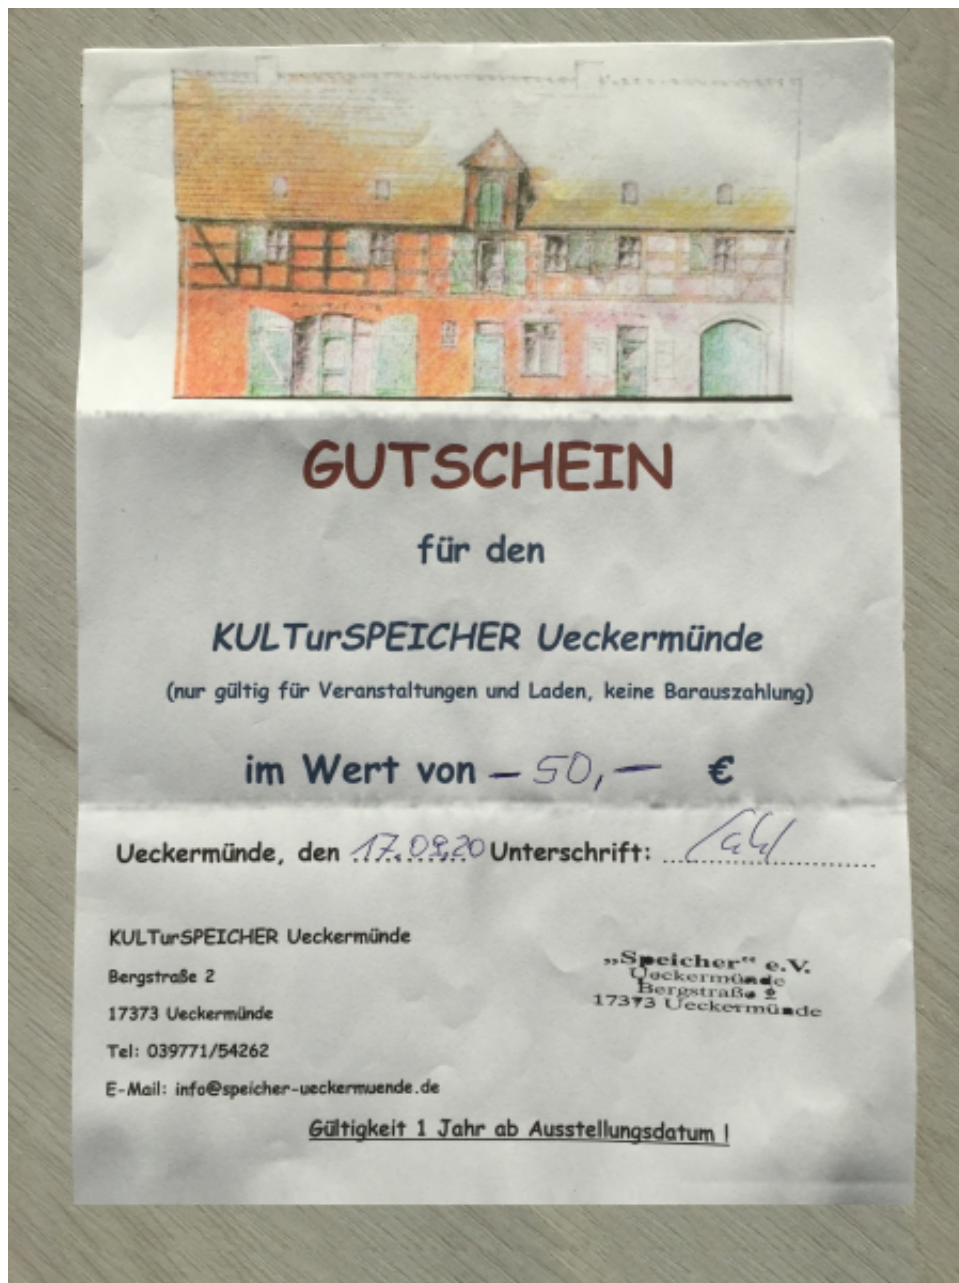 GUTSCHEIN
für den
KULTurSPEICHER Ueckermünde
(nur gültig für Veranstaltungen und Laden, keine Barauszahlung)
im Wert von – 50,– €
Ueckermünde, den 17.09.20 Unterschrift:
KULTurSPEICHER Ueckermünde
Bergstraße 2
17373 Ueckermünde
Tel: 039771/54262
E-Mail: info@speicher-ueckermuende.de
„Speicher“ e.V.
Ueckermünde
Bergstraße 2
17373 Ueckermünde
Gültigkeit 1 Jahr ab Ausstellungsdatum !